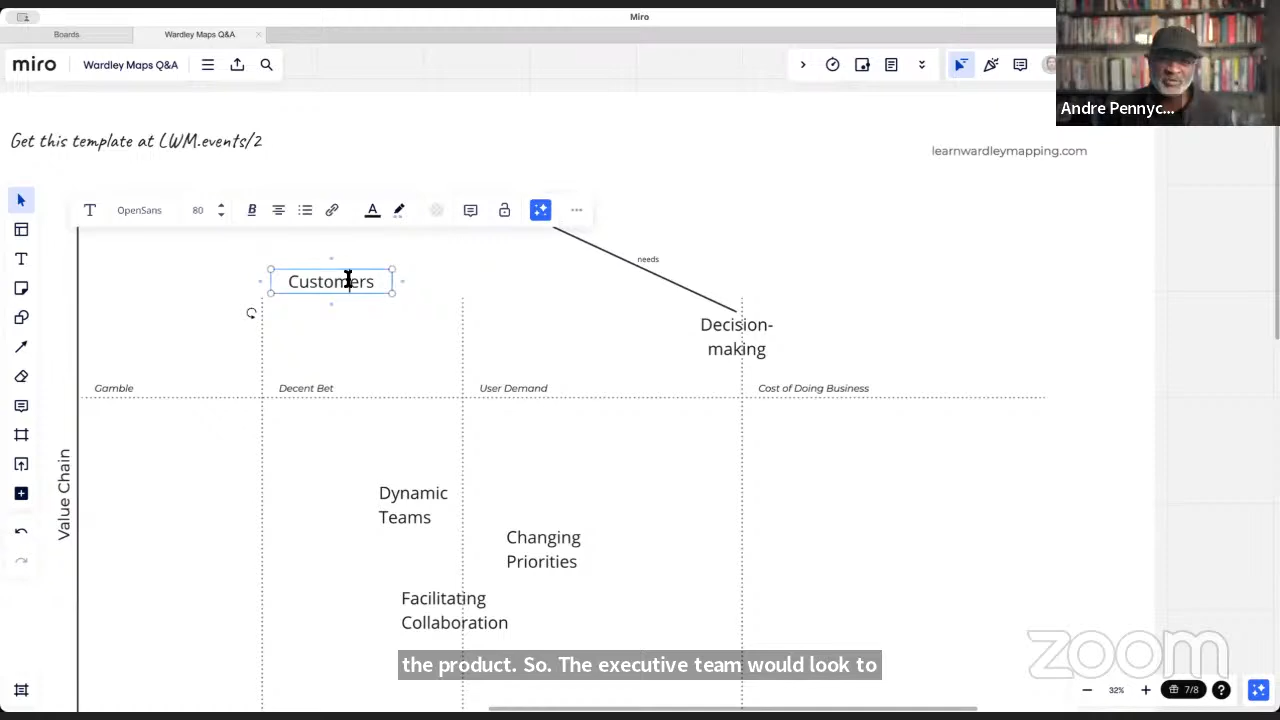 Miro
Boards
Wardley Maps Q&A
miro
Wardley Maps Q&A
Andre Pennyc...
Get this template at LWM.events/2
learnwardleymapping.com
OpenSans
80
B
A
needs
Customers
Decision-
making
Gamble
Decent Bet
User Demand
Cost of Doing Business
Value Chain
Dynamic
Teams
Changing
Priorities
Facilitating
Collaboration
the product. So. The executive team would look to
zoom
32%
7/8